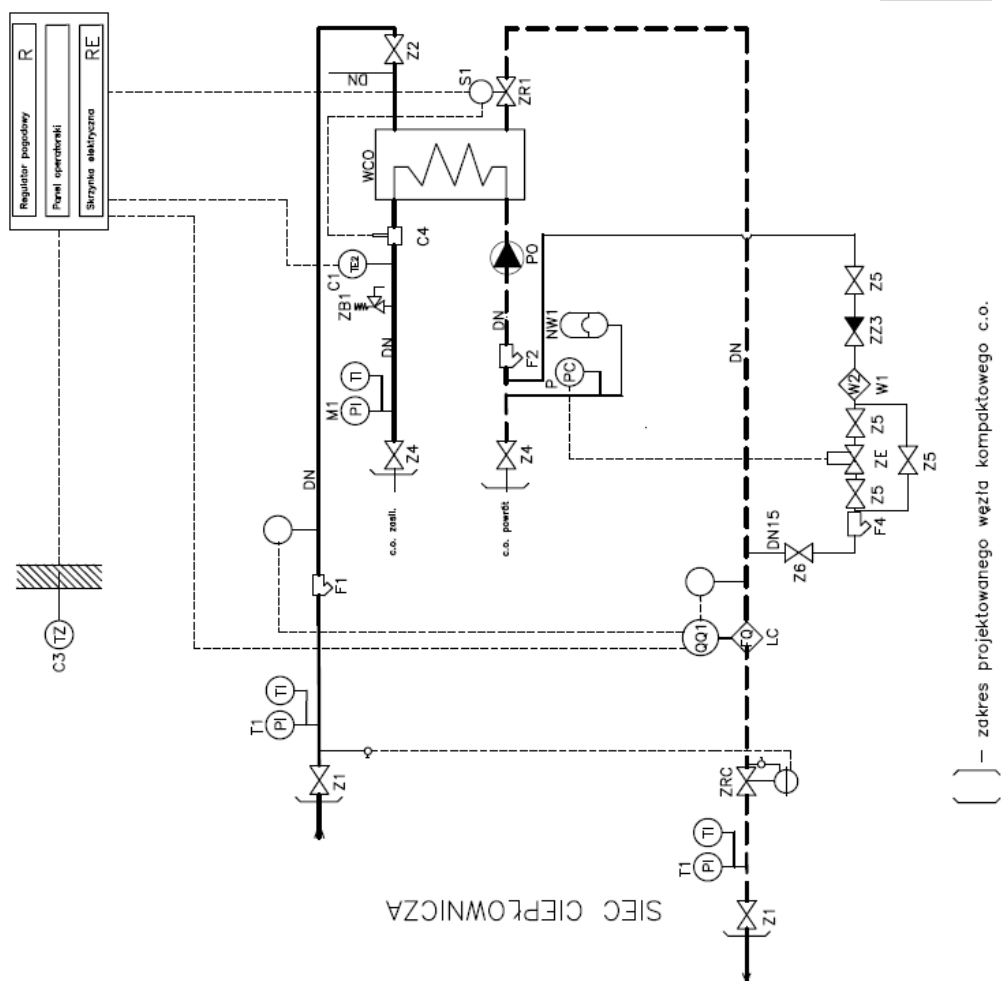 Regulator pogodowy R
Panel operatorski
Skrzynka elektryczna RE
C3
TZ
SIEC CIEPŁOWNICZA
Z1
T1
PI
TI
F1
DN
Z2
DN
S1
ZR1
WCO
C4
C1
TE2
ZB1
DN
M1
PI
TI
Z4
c.o. zasil.
PO
DN
F2
NW1
P
PC
Z4
c.o. powrót
DN
QQ1
FQ
LC
ZRC
T1
PI
TI
Z1
DN15
Z6
F4
Z5
ZE
Z5
Z5
W2
W1
ZZ3
Z5
– zakres projektowanego węzła kompaktowego c.o.